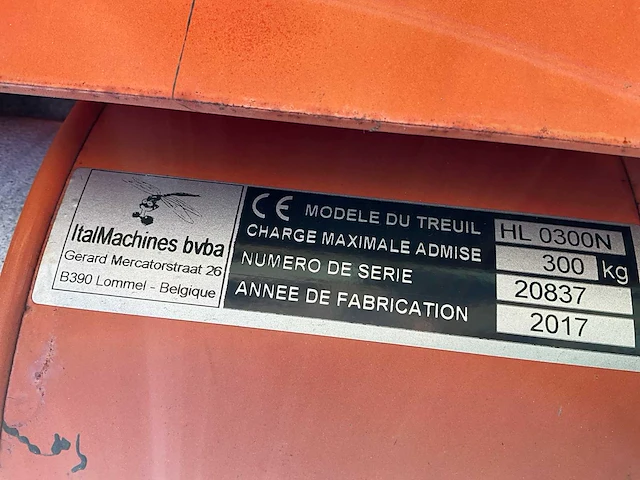 ItalMachines bvba
Gerard Mercatorstraat 26
B390 Lommel - Belgique
CE MODELE DU TREUIL HL 0300N
CHARGE MAXIMALE ADMISE 300 kg
NUMERO DE SERIE 20837
ANNEE DE FABRICATION 2017